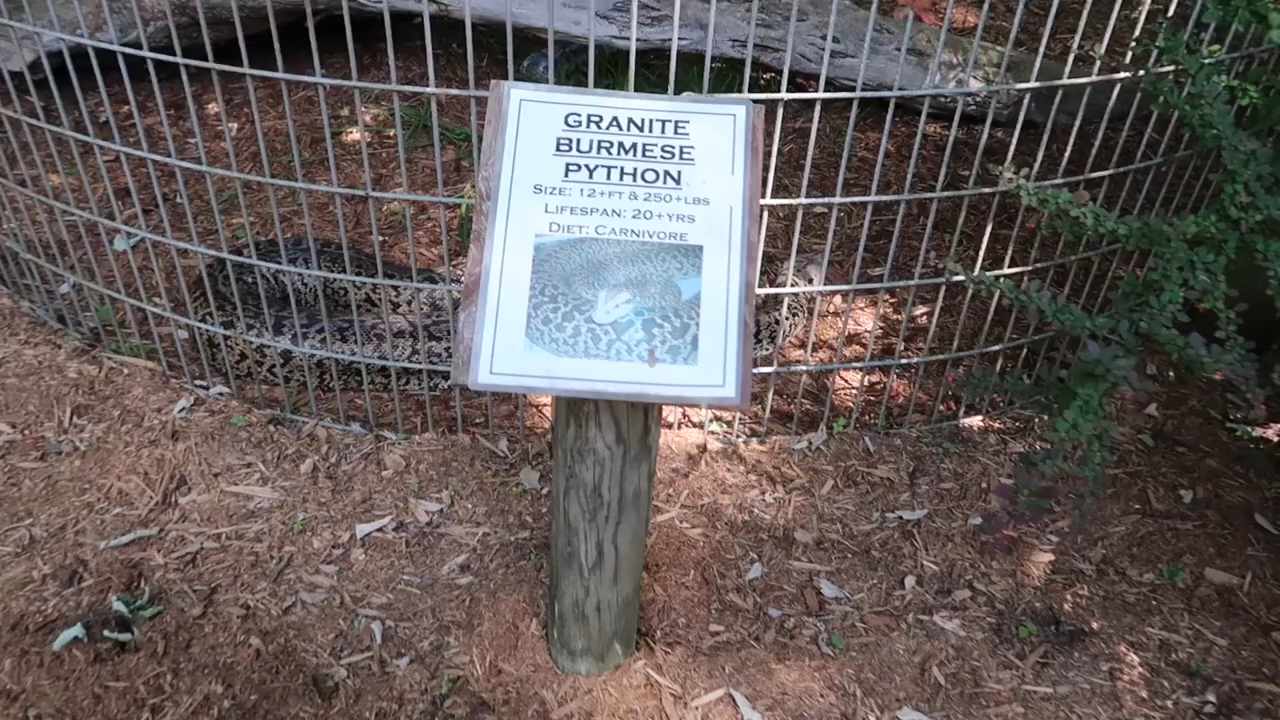 GRANITE
BURMESE
PYTHON
SIZE: 12+FT & 250+LBS
LIFESPAN: 20+YRS
DIET: CARNIVORE